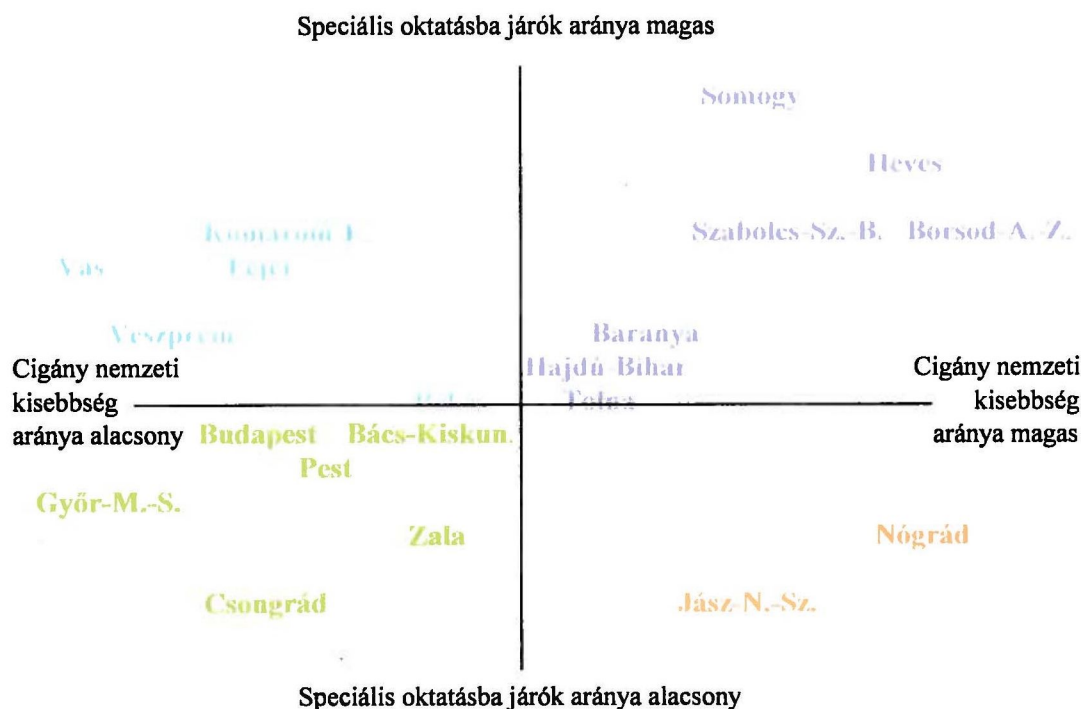 Speciális oktatásba járók aránya magas
Somogy
Heves
Komárom-E.
Szabolcs-Sz.-B. Borsod-A.-Z.
Vas Fejér
Veszprém Baranya
Cigány nemzeti
kisebbség
aránya alacsony
Hajdú-Bihar
Tolna
Cigány nemzeti
kisebbség
aránya magas
Budapest Bács-Kiskun.
Pest
Győr-M.-S.
Zala
Nógrád
Csongrád
Jász-N.-Sz.
Speciális oktatásba járók aránya alacsony